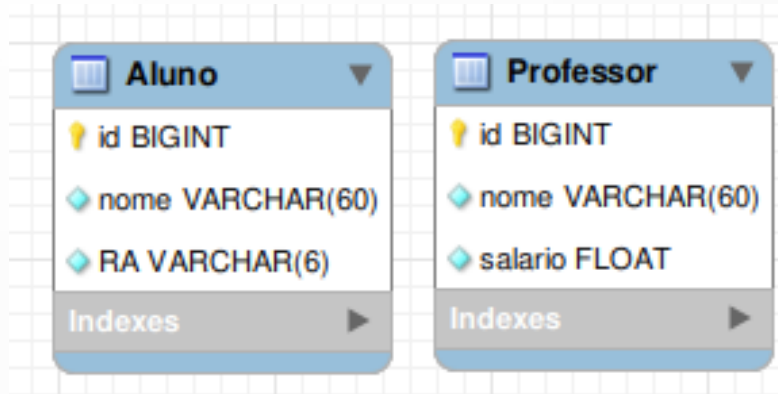 Aluno
id BIGINT
nome VARCHAR(60)
RA VARCHAR(6)
Indexes
Professor
id BIGINT
nome VARCHAR(60)
salario FLOAT
Indexes